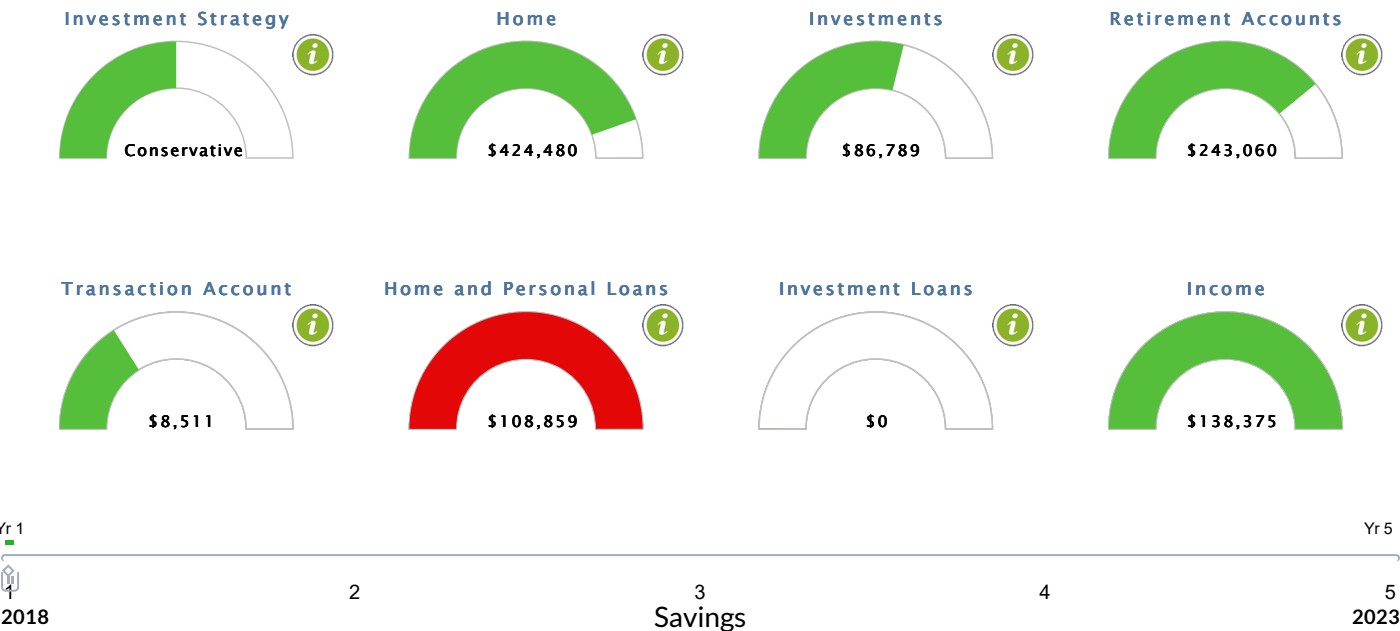 Investment Strategy Home Investments Retirement Accounts
i i i i
Conservative $424,480 $86,789 $243,060
Transaction Account Home and Personal Loans Investment Loans Income
i i i i
$8,511 $108,859 $0 $138,375
Yr 1 Yr 5
1 2 3 4 5
2018 Savings 2023